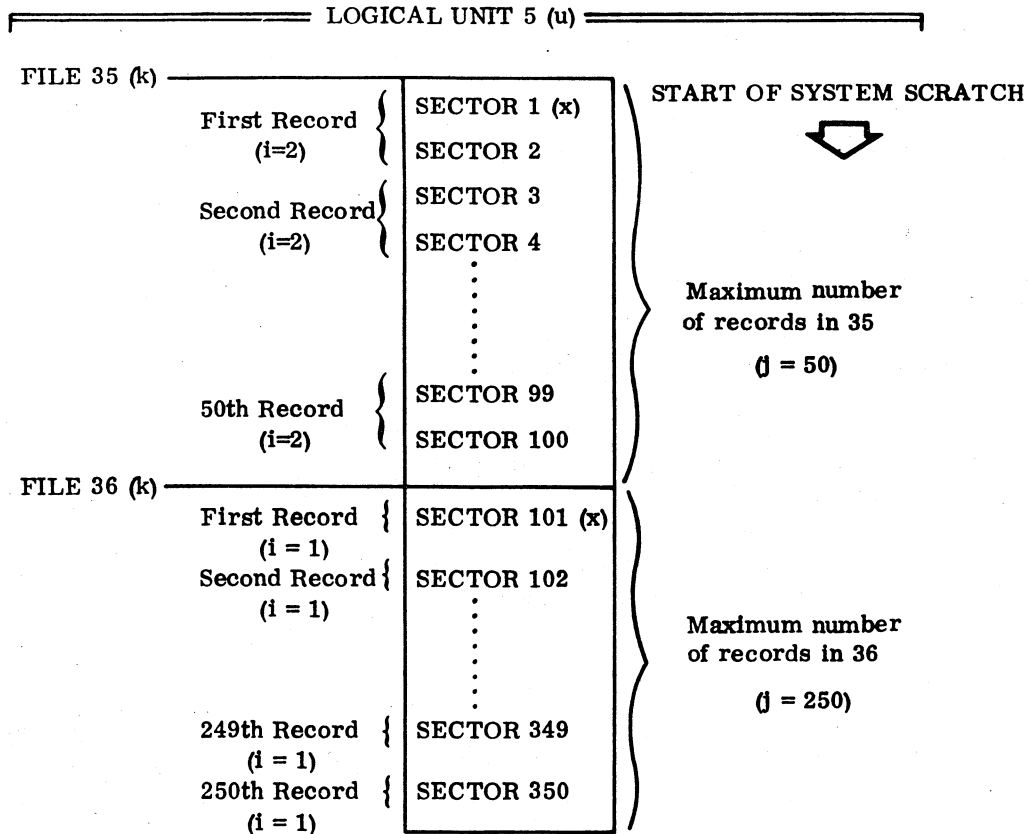 LOGICAL UNIT 5 (u)
FILE 35 (k)
START OF SYSTEM SCRATCH
First Record
(i=2)
SECTOR 1 (x)
SECTOR 2
Second Record
(i=2)
SECTOR 3
SECTOR 4
Maximum number
of records in 35
(j = 50)
50th Record
(i=2)
SECTOR 99
SECTOR 100
FILE 36 (k)
First Record
(i = 1)
SECTOR 101 (x)
Second Record
(i = 1)
SECTOR 102
Maximum number
of records in 36
(j = 250)
249th Record
(i = 1)
SECTOR 349
250th Record
(i = 1)
SECTOR 350